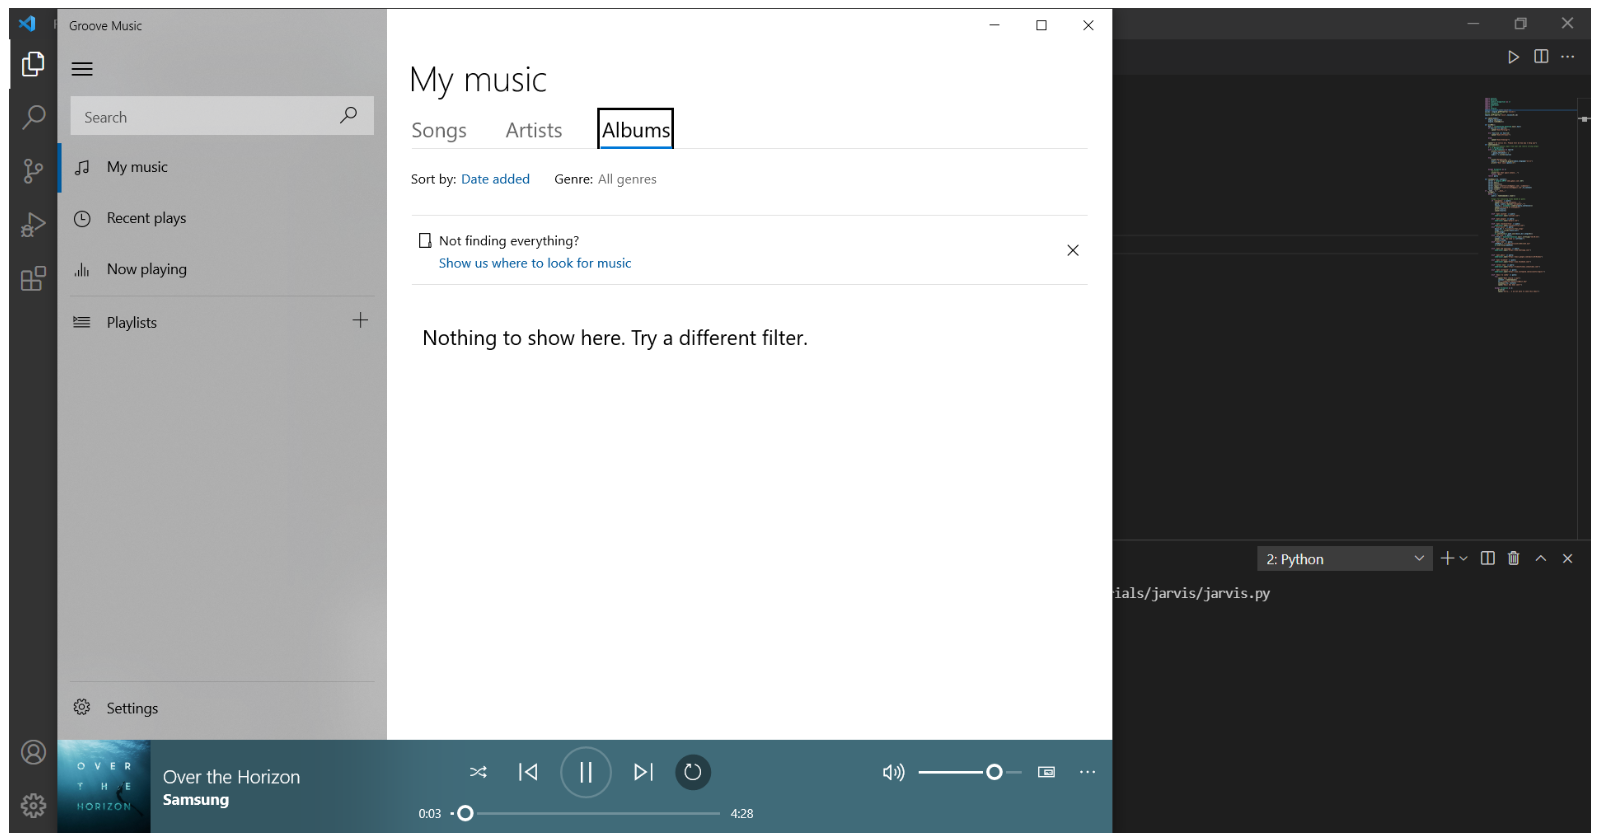 Groove Music
Search
My music
Recent plays
Now playing
Playlists
Settings
My music
Songs Artists Albums
Sort by: Date added Genre: All genres
Not finding everything?
Show us where to look for music
Nothing to show here. Try a different filter.
2: Python
rials/jarvis/jarvis.py
OVER
THE
HORIZON
Over the Horizon
Samsung
0:03
4:28